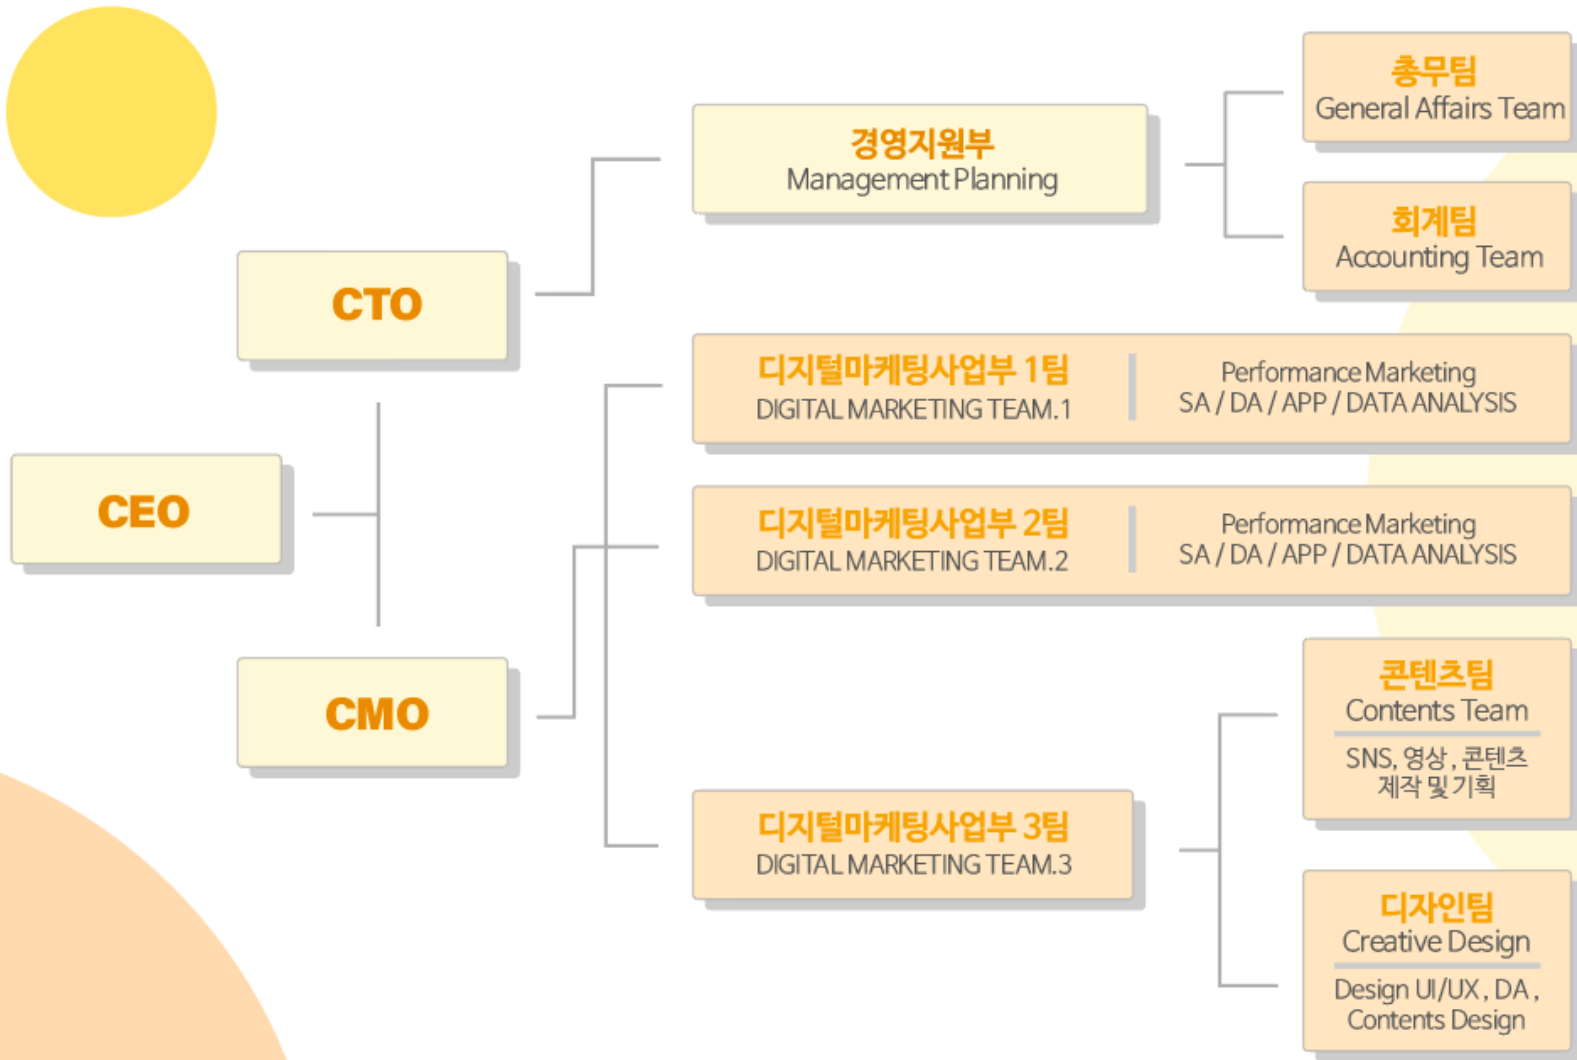 총무팀
General Affairs Team
경영지원부
Management Planning
회계팀
Accounting Team
CTO
디지털마케팅사업부 1팀
DIGITAL MARKETING TEAM.1
Performance Marketing
SA / DA / APP / DATA ANALYSIS
CEO
디지털마케팅사업부 2팀
DIGITAL MARKETING TEAM.2
Performance Marketing
SA / DA / APP / DATA ANALYSIS
CMO
콘텐츠팀
Contents Team
SNS, 영상 , 콘텐츠
제작 및 기획
디지털마케팅사업부 3팀
DIGITAL MARKETING TEAM.3
디자인팀
Creative Design
Design UI/UX , DA ,
Contents Design